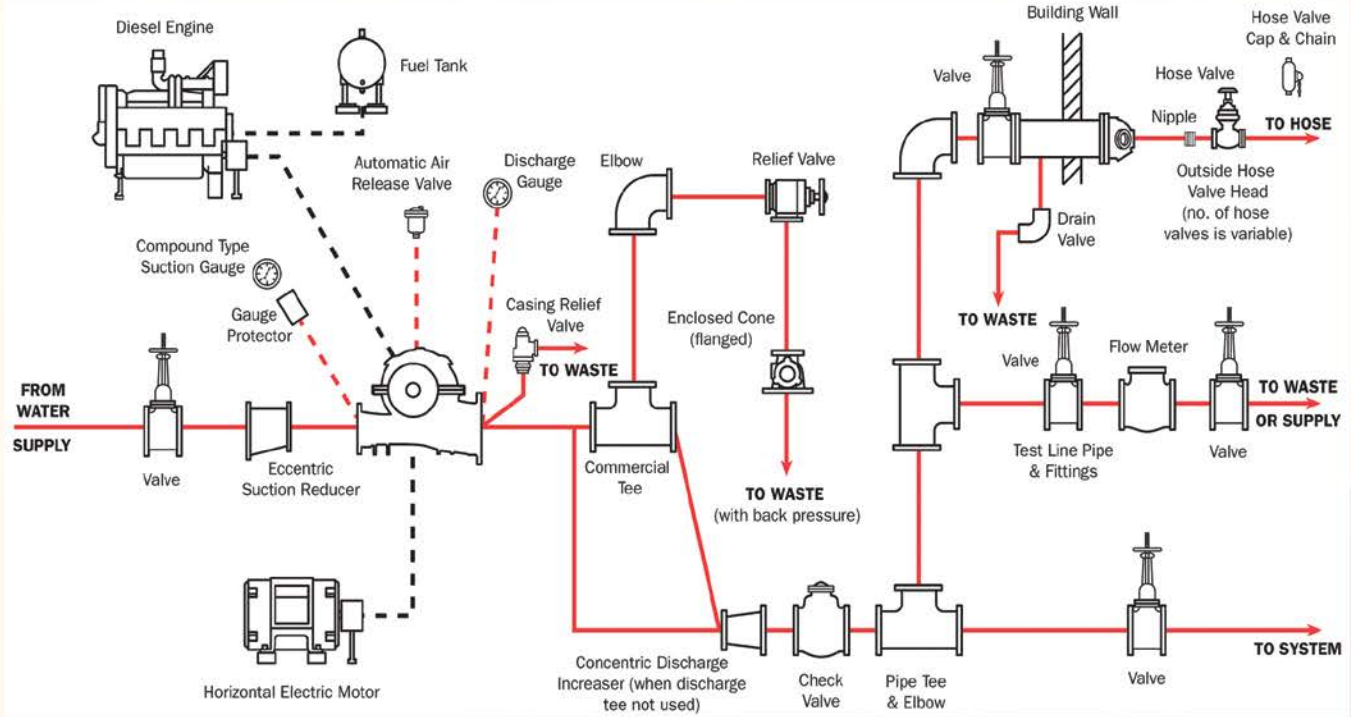 Diesel Engine
Fuel Tank
Building Wall
Hose Valve
Cap & Chain
Valve
Hose Valve
Nipple
TO HOSE
Automatic Air
Release Valve
Discharge
Gauge
Elbow
Relief Valve
Outside Hose
Valve Head
(no. of hose
valves is variable)
Drain
Valve
Compound Type
Suction Gauge
Gauge
Protector
Casing Relief
Valve
TO WASTE
Enclosed Cone
(flanged)
TO WASTE
Valve
Flow Meter
FROM
WATER
SUPPLY
TO WASTE
OR SUPPLY
Valve
Eccentric
Suction Reducer
Commercial
Tee
TO WASTE
(with back pressure)
Test Line Pipe
& Fittings
Valve
Horizontal Electric Motor
Concentric Discharge
Increaser (when discharge
tee not used)
Check
Valve
Pipe Tee
& Elbow
Valve
TO SYSTEM